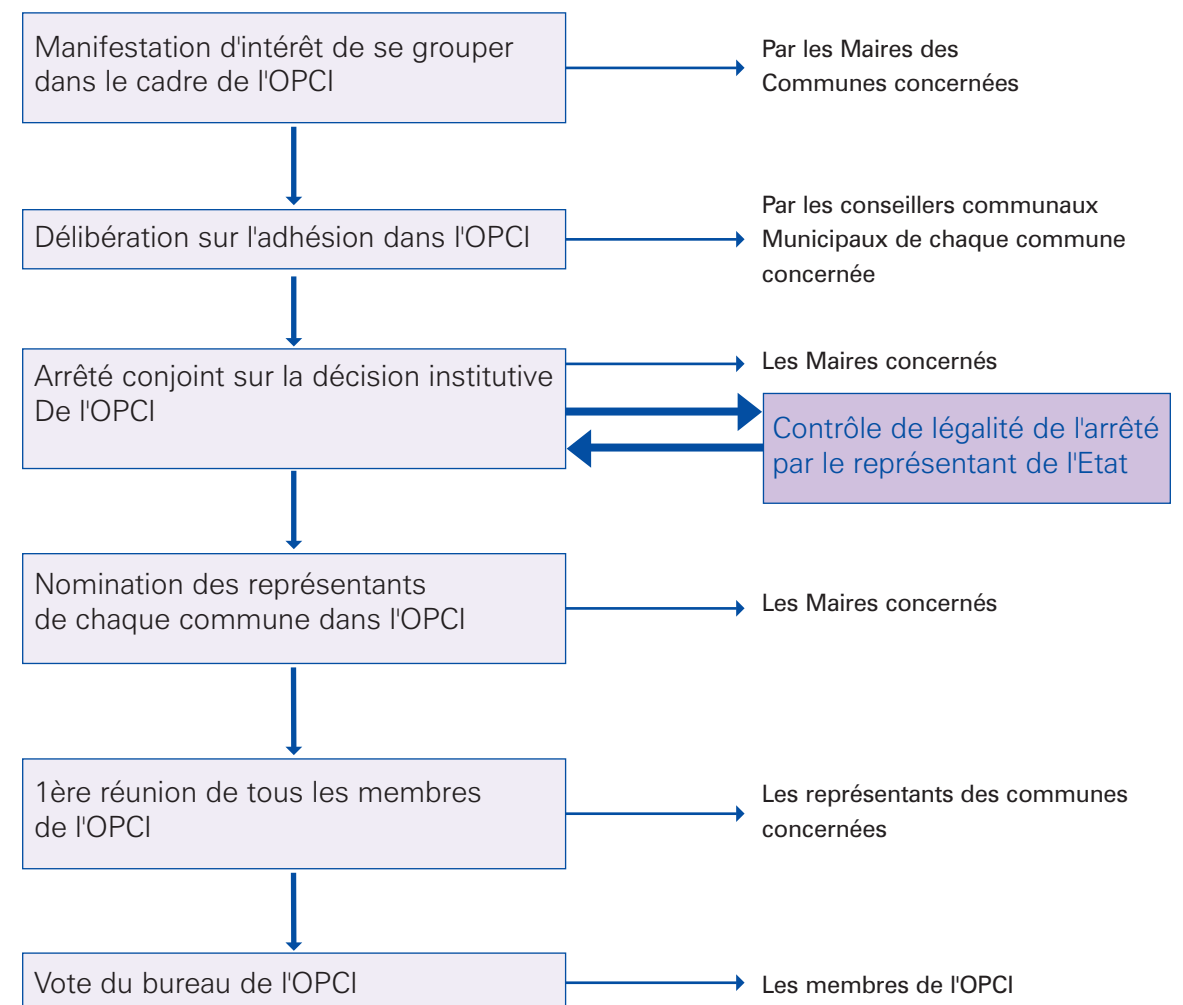 Manifestation d'intérêt de se grouper
dans le cadre de l'OPCI
Par les Maires des
Communes concernées
Délibération sur l'adhésion dans l'OPCI
Par les conseillers communaux
Municipaux de chaque commune
concernée
Arrêté conjoint sur la décision institutive
De l'OPCI
Les Maires concernés
Contrôle de légalité de l'arrêté
par le représentant de l'Etat
Nomination des représentants
de chaque commune dans l'OPCI
Les Maires concernés
1ère réunion de tous les membres
de l'OPCI
Les représentants des communes
concernées
Vote du bureau de l'OPCI
Les membres de l'OPCI